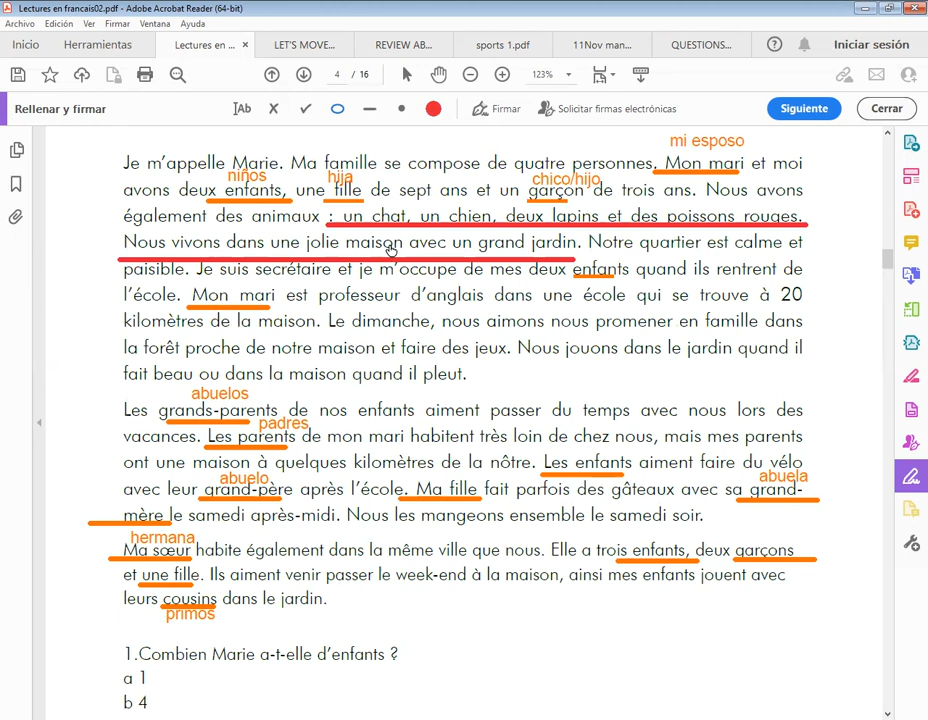 Lectures en francais02.pdf - Adobe Acrobat Reader (64-bit)
Archivo Edición Ver Firmar Ventana Ayuda
Inicio Herramientas Lectures en ... × LET'S MOVE... REVIEW AB... sports 1.pdf 11Nov man... QUESTIONS... Iniciar sesión
4 / 16 123%
Rellenar y firmar Ab Firmar Solicitar firmas electrónicas Siguiente Cerrar
mi esposo
Je m'appelle Marie. Ma famille se compose de quatre personnes. Mon mari et moi
niños hija chico/hijo
avons deux enfants, une fille de sept ans et un garçon de trois ans. Nous avons
également des animaux : un chat, un chien, deux lapins et des poissons rouges.
Nous vivons dans une jolie maison avec un grand jardin. Notre quartier est calme et
paisible. Je suis secrétaire et je m'occupe de mes deux enfants quand ils rentrent de
l'école. Mon mari est professeur d'anglais dans une école qui se trouve à 20
kilomètres de la maison. Le dimanche, nous aimons nous promener en famille dans
la forêt proche de notre maison et faire des jeux. Nous jouons dans le jardin quand il
fait beau ou dans la maison quand il pleut.
abuelos
Les grands-parents de nos enfants aiment passer du temps avec nous lors des
padres
vacances. Les parents de mon mari habitent très loin de chez nous, mais mes parents
ont une maison à quelques kilomètres de la nôtre. Les enfants aiment faire du vélo
abuelo abuela
avec leur grand-père après l'école. Ma fille fait parfois des gâteaux avec sa grand-
mère le sanedi après-midi. Nous les mangeons ensemble le samedi soir.
hermana
Ma sœur habite également dans la même ville que nous. Elle a trois enfants, deux garçons
et une fille. Ils aiment venir passer le week-end à la maison, ainsi mes enfants jouent avec
leurs cousins dans le jardin.
primos
1.Combien Marie a-t-elle d'enfants ?
a 1
b 4